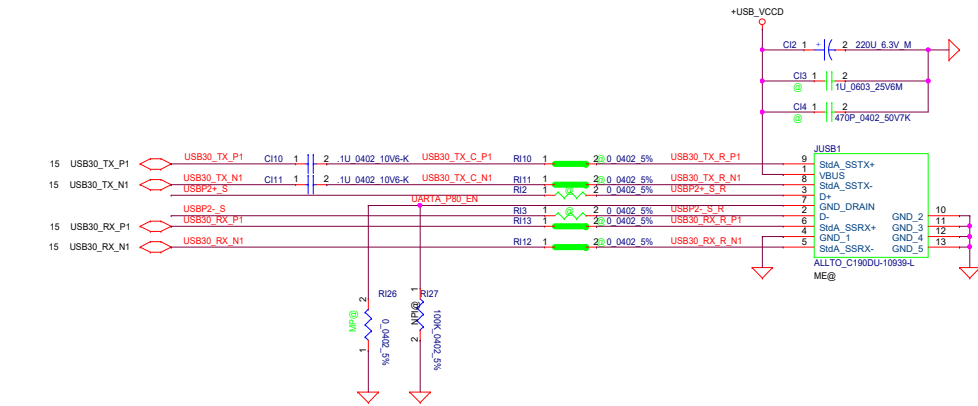 +USB_VCCD
CI2 1 + 2 220U_6.3V_M
CI3 1 2
@ 1U_0603_25V6M
CI4 1 2
@ 470P_0402_50V7K
JUSB1
15 USB30_TX_P1 USB30_TX_P1 CI10 1 2 .1U_0402_10V6-K USB30_TX_C_P1 RI10 1 2@0_0402_5% USB30_TX_R_P1 9 StdA_SSTX+
1 VBUS
15 USB30_TX_N1 USB30_TX_N1 CI11 1 2 .1U_0402_10V6-K USB30_TX_C_N1 RI11 1 2@0_0402_5% USB30_TX_R_N1 8 StdA_SSTX-
USBP2+_S RI2 1 @ 2 0_0402_5% USBP2+_S_R 3 D+
UARTA_P80_EN 7 GND_DRAIN
USBP2-_S RI3 1 @ 2 0_0402_5% USBP2-_S_R 2 D- GND_2 10
15 USB30_RX_P1 USB30_RX_P1 RI13 1 2@0_0402_5% USB30_RX_R_P1 6 StdA_SSRX+ GND_3 11
4 GND_1 GND_4 12
15 USB30_RX_N1 USB30_RX_N1 RI12 1 2@0_0402_5% USB30_RX_R_N1 5 StdA_SSRX- GND_5 13
ALLTO_C190DU-10939-L
ME@
RI26
2
MP@
0_0402_5%
1
RI27
1
NPI@
100K_0402_5%
2